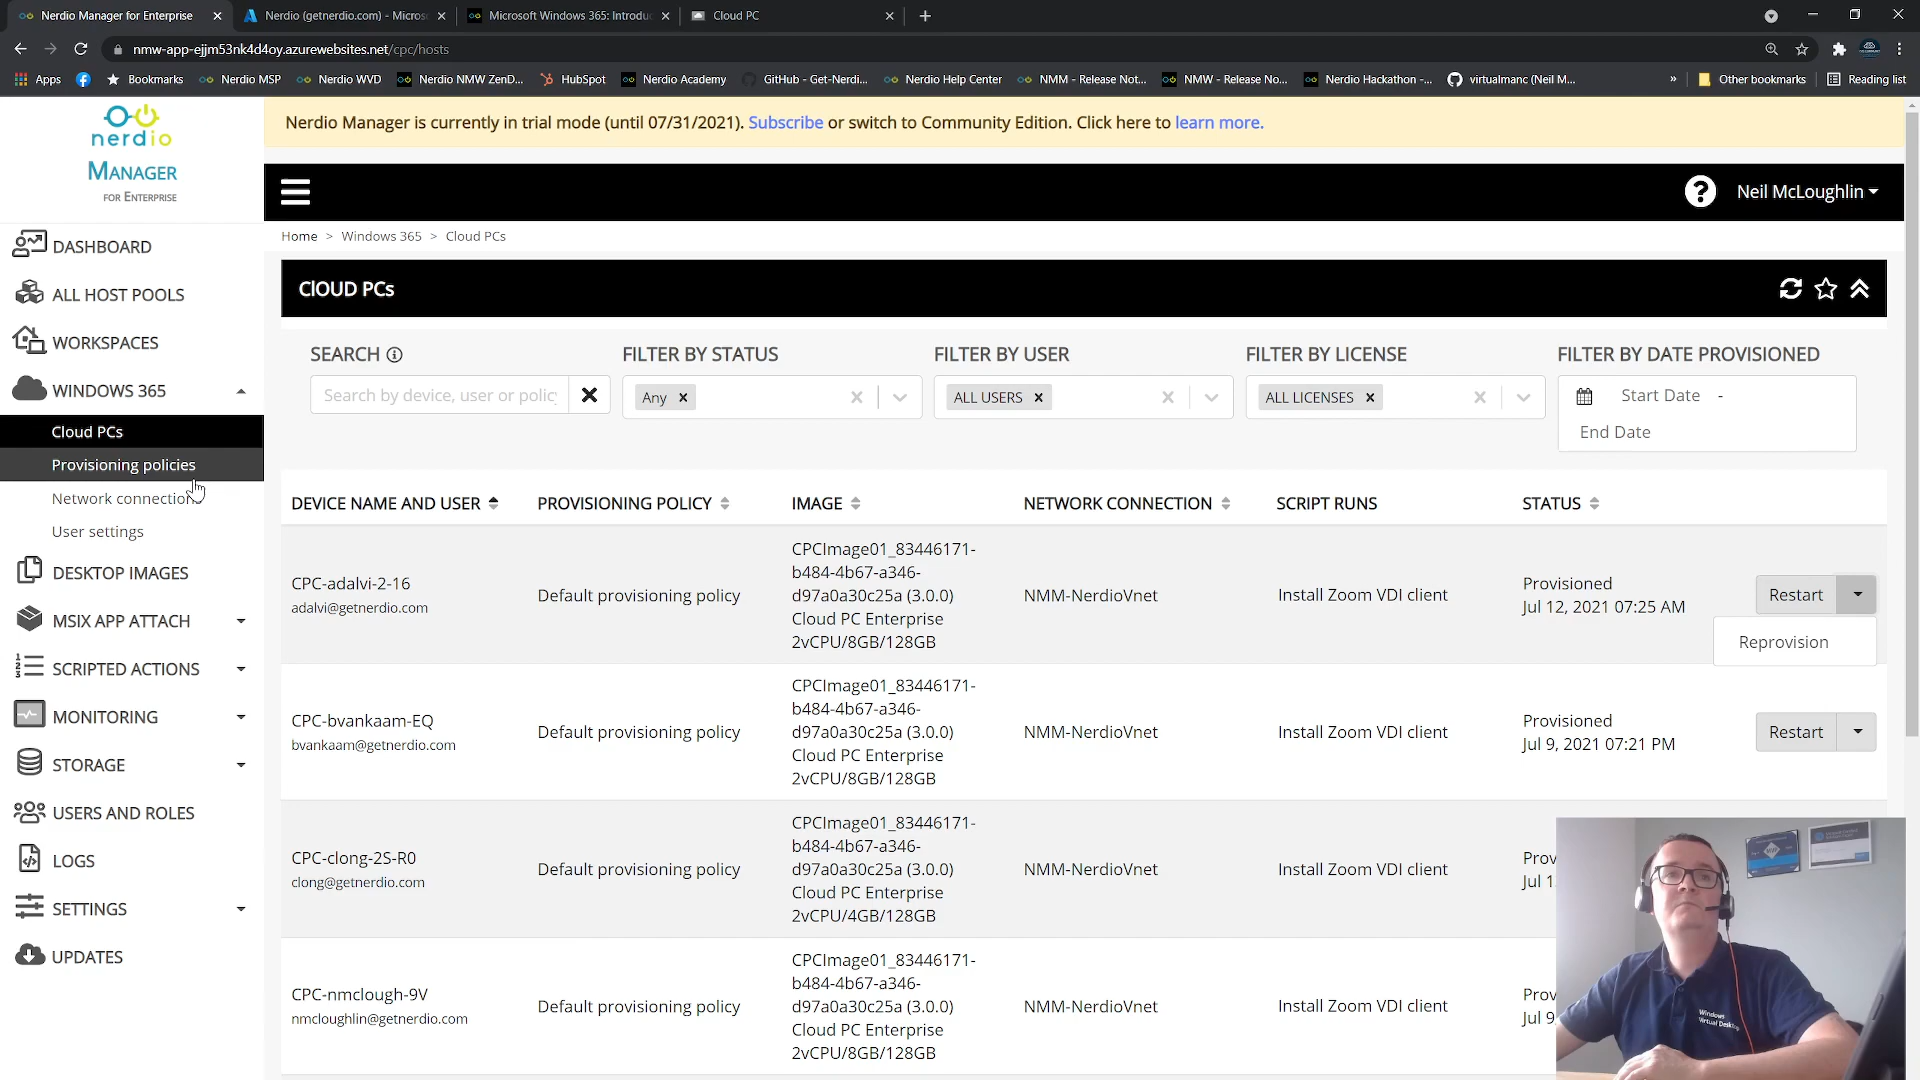 Nerdio Manager for Enterprise
Nerdio (getnerdio.com) - Micros
Microsoft Windows 365: Introduc
Cloud PC
nmw-app-ejjm53nk4d4oy.azurewebsites.net/cpc/hosts
Apps
Bookmarks
Nerdio MSP
Nerdio WVD
Nerdio NMW ZenD...
HubSpot
Nerdio Academy
GitHub - Get-Nerdi...
Nerdio Help Center
NMM - Release Not...
NMW - Release No...
Nerdio Hackathon -...
virtualmanc (Neil M...
»
Other bookmarks
Reading list
nerdio
MANAGER
FOR ENTERPRISE
Nerdio Manager is currently in trial mode (until 07/31/2021). Subscribe or switch to Community Edition. Click here to learn more.
Neil McLoughlin
Home > Windows 365 > Cloud PCs
DASHBOARD
ALL HOST POOLS
WORKSPACES
WINDOWS 365
Cloud PCs
Provisioning policies
Network connection
User settings
DESKTOP IMAGES
MSIX APP ATTACH
SCRIPTED ACTIONS
MONITORING
STORAGE
USERS AND ROLES
LOGS
SETTINGS
UPDATES
ClOUD PCs
SEARCH
Search by device, user or policy
FILTER BY STATUS
Any
FILTER BY USER
ALL USERS
FILTER BY LICENSE
ALL LICENSES
FILTER BY DATE PROVISIONED
Start Date -
End Date
DEVICE NAME AND USER
PROVISIONING POLICY
IMAGE
NETWORK CONNECTION
SCRIPT RUNS
STATUS
CPC-adalvi-2-16
adalvi@getnerdio.com
Default provisioning policy
CPCImage01_83446171-
b484-4b67-a346-
d97a0a30c25a (3.0.0)
Cloud PC Enterprise
2vCPU/8GB/128GB
NMM-NerdioVnet
Install Zoom VDI client
Provisioned
Jul 12, 2021 07:25 AM
Restart
Reprovision
CPC-bvankaam-EQ
bvankaam@getnerdio.com
Default provisioning policy
CPCImage01_83446171-
b484-4b67-a346-
d97a0a30c25a (3.0.0)
Cloud PC Enterprise
2vCPU/8GB/128GB
NMM-NerdioVnet
Install Zoom VDI client
Provisioned
Jul 9, 2021 07:21 PM
Restart
CPC-clong-2S-R0
clong@getnerdio.com
Default provisioning policy
CPCImage01_83446171-
b484-4b67-a346-
d97a0a30c25a (3.0.0)
Cloud PC Enterprise
2vCPU/4GB/128GB
NMM-NerdioVnet
Install Zoom VDI client
Prov
Jul 1
CPC-nmclough-9V
nmcloughlin@getnerdio.com
Default provisioning policy
CPCImage01_83446171-
b484-4b67-a346-
d97a0a30c25a (3.0.0)
Cloud PC Enterprise
2vCPU/8GB/128GB
NMM-NerdioVnet
Install Zoom VDI client
Prov
Jul 9
Windows
Virtual Desktop